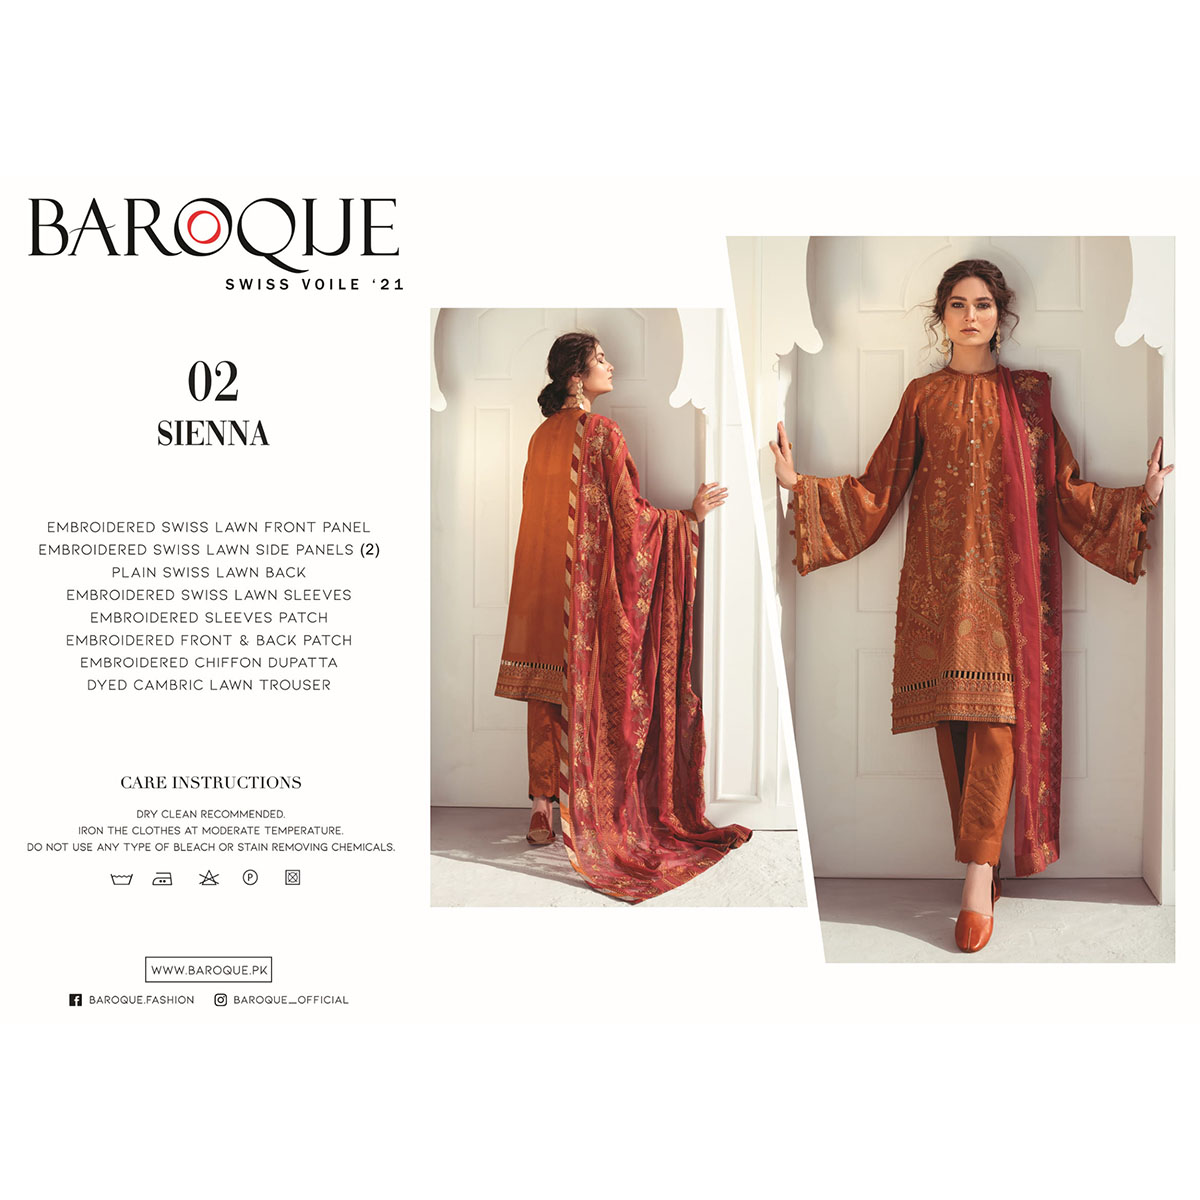 BAROQUE
SWISS VOILE ‘21
02
SIENNA
EMBROIDERED SWISS LAWN FRONT PANEL
EMBROIDERED SWISS LAWN SIDE PANELS (2)
PLAIN SWISS LAWN BACK
EMBROIDERED SWISS LAWN SLEEVES
EMBROIDERED SLEEVES PATCH
EMBROIDERED FRONT & BACK PATCH
EMBROIDERED CHIFFON DUPATTA
DYED CAMBRIC LAWN TROUSER
CARE INSTRUCTIONS
DRY CLEAN RECOMMENDED.
IRON THE CLOTHES AT MODERATE TEMPERATURE.
DO NOT USE ANY TYPE OF BLEACH OR STAIN REMOVING CHEMICALS.
P
WWW.BAROQUE.PK
BAROQUE.FASHION BAROQUE_OFFICIAL